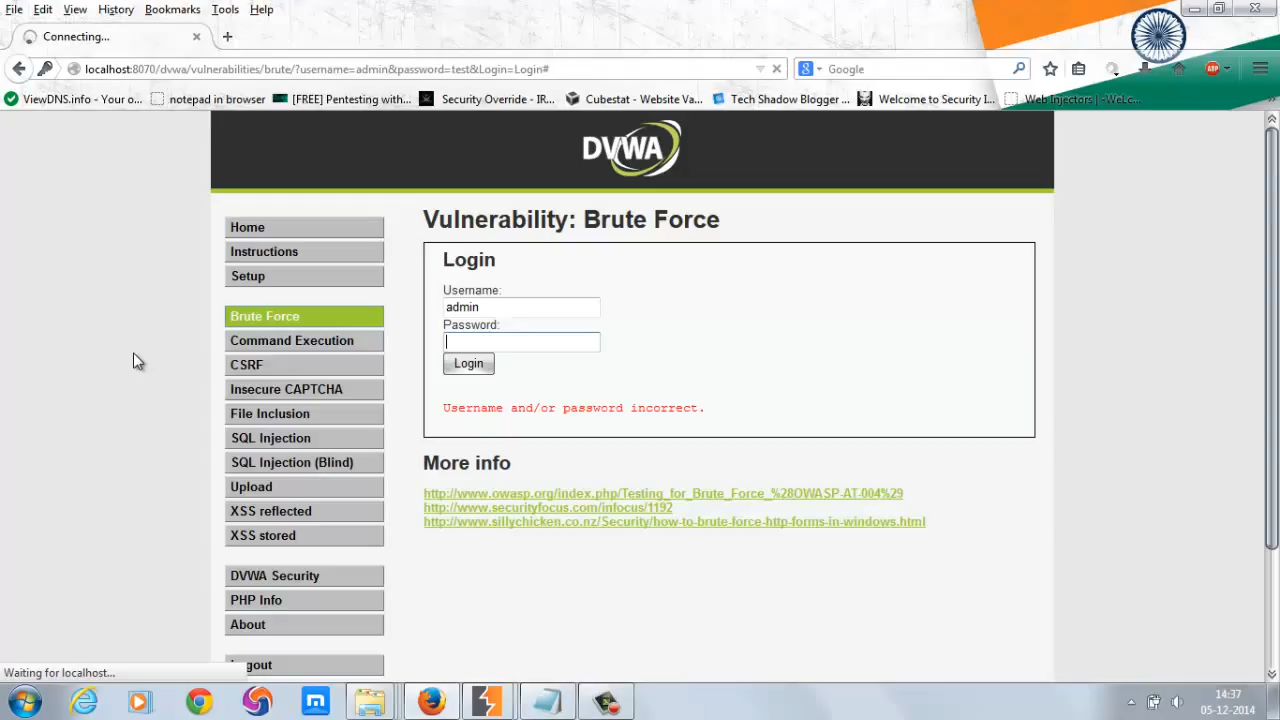 File Edit View History Bookmarks Tools Help
Connecting...
localhost:8070/dvwa/vulnerabilities/brute/?username=admin&password=test&Login=Login#
Google
ABP
ViewDNS.info - Your o... notepad in browser [FREE] Pentesting with... Security Override - IR... Cubestat - Website Va... Tech Shadow Blogger ... Welcome to Security I... Web Injectors | -WeLc...
DVWA
Home
Instructions
Setup
Brute Force
Command Execution
CSRF
Insecure CAPTCHA
File Inclusion
SQL Injection
SQL Injection (Blind)
Upload
XSS reflected
XSS stored
DVWA Security
PHP Info
About
Logout
Vulnerability: Brute Force
Login
Username:
admin
Password:
Login
Username and/or password incorrect.
More info
http://www.owasp.org/index.php/Testing_for_Brute_Force_%28OWASP-AT-004%29
http://www.securityfocus.com/infocus/1192
http://www.sillychicken.co.nz/Security/how-to-brute-force-http-forms-in-windows.html
Waiting for localhost...
14:37
05-12-2014